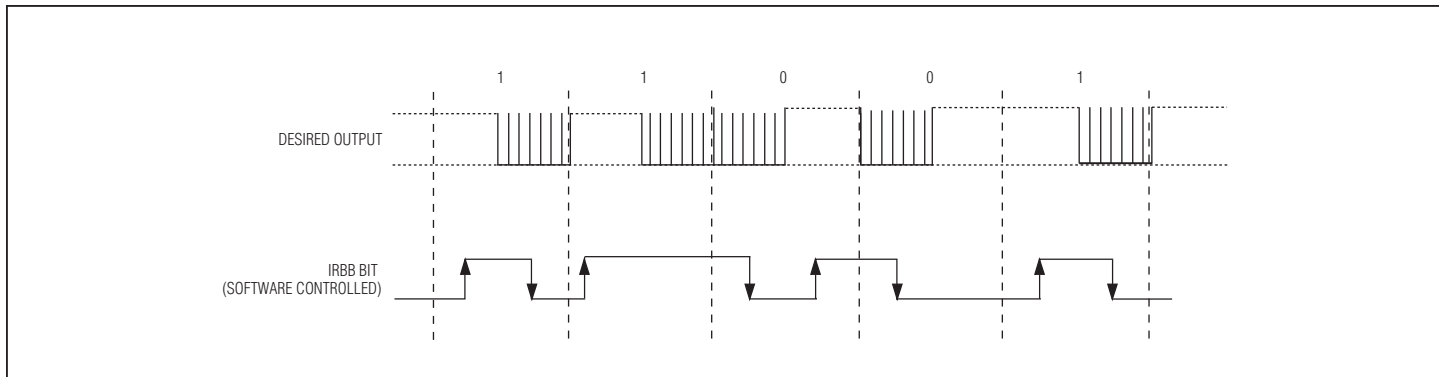 1 1 0 0 1
DESIRED OUTPUT
IRBB BIT
(SOFTWARE CONTROLLED)